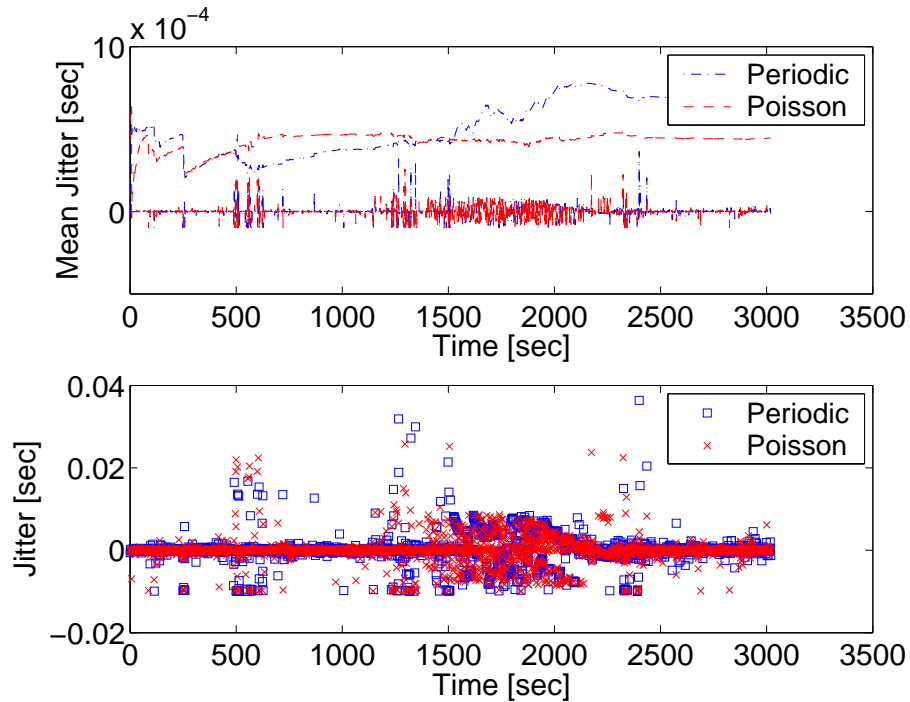 x 10−4
10
5
0
Mean Jitter [sec]
Periodic
Poisson
0 500 1000 1500 2000 2500 3000 3500
Time [sec]
0.04
0.02
0
−0.02
Jitter [sec]
Periodic
Poisson
0 500 1000 1500 2000 2500 3000 3500
Time [sec]